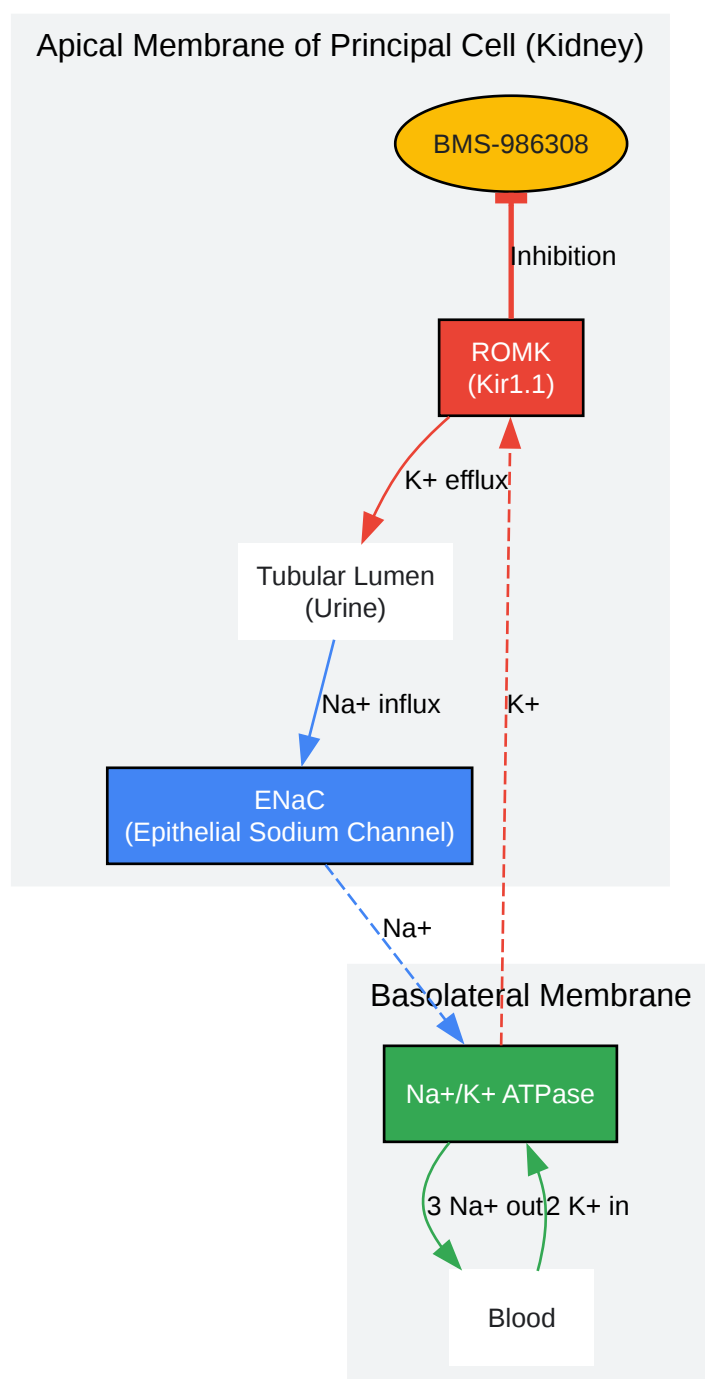 Apical Membrane of Principal Cell (Kidney)
BMS-986308
Inhibition
ROMK
(Kir1.1)
K+ efflux
Tubular Lumen
(Urine)
Na+ influx
K+
ENaC
(Epithelial Sodium Channel)
Na+
Basolateral Membrane
Na+/K+ ATPase
3 Na+ out
2 K+ in
Blood